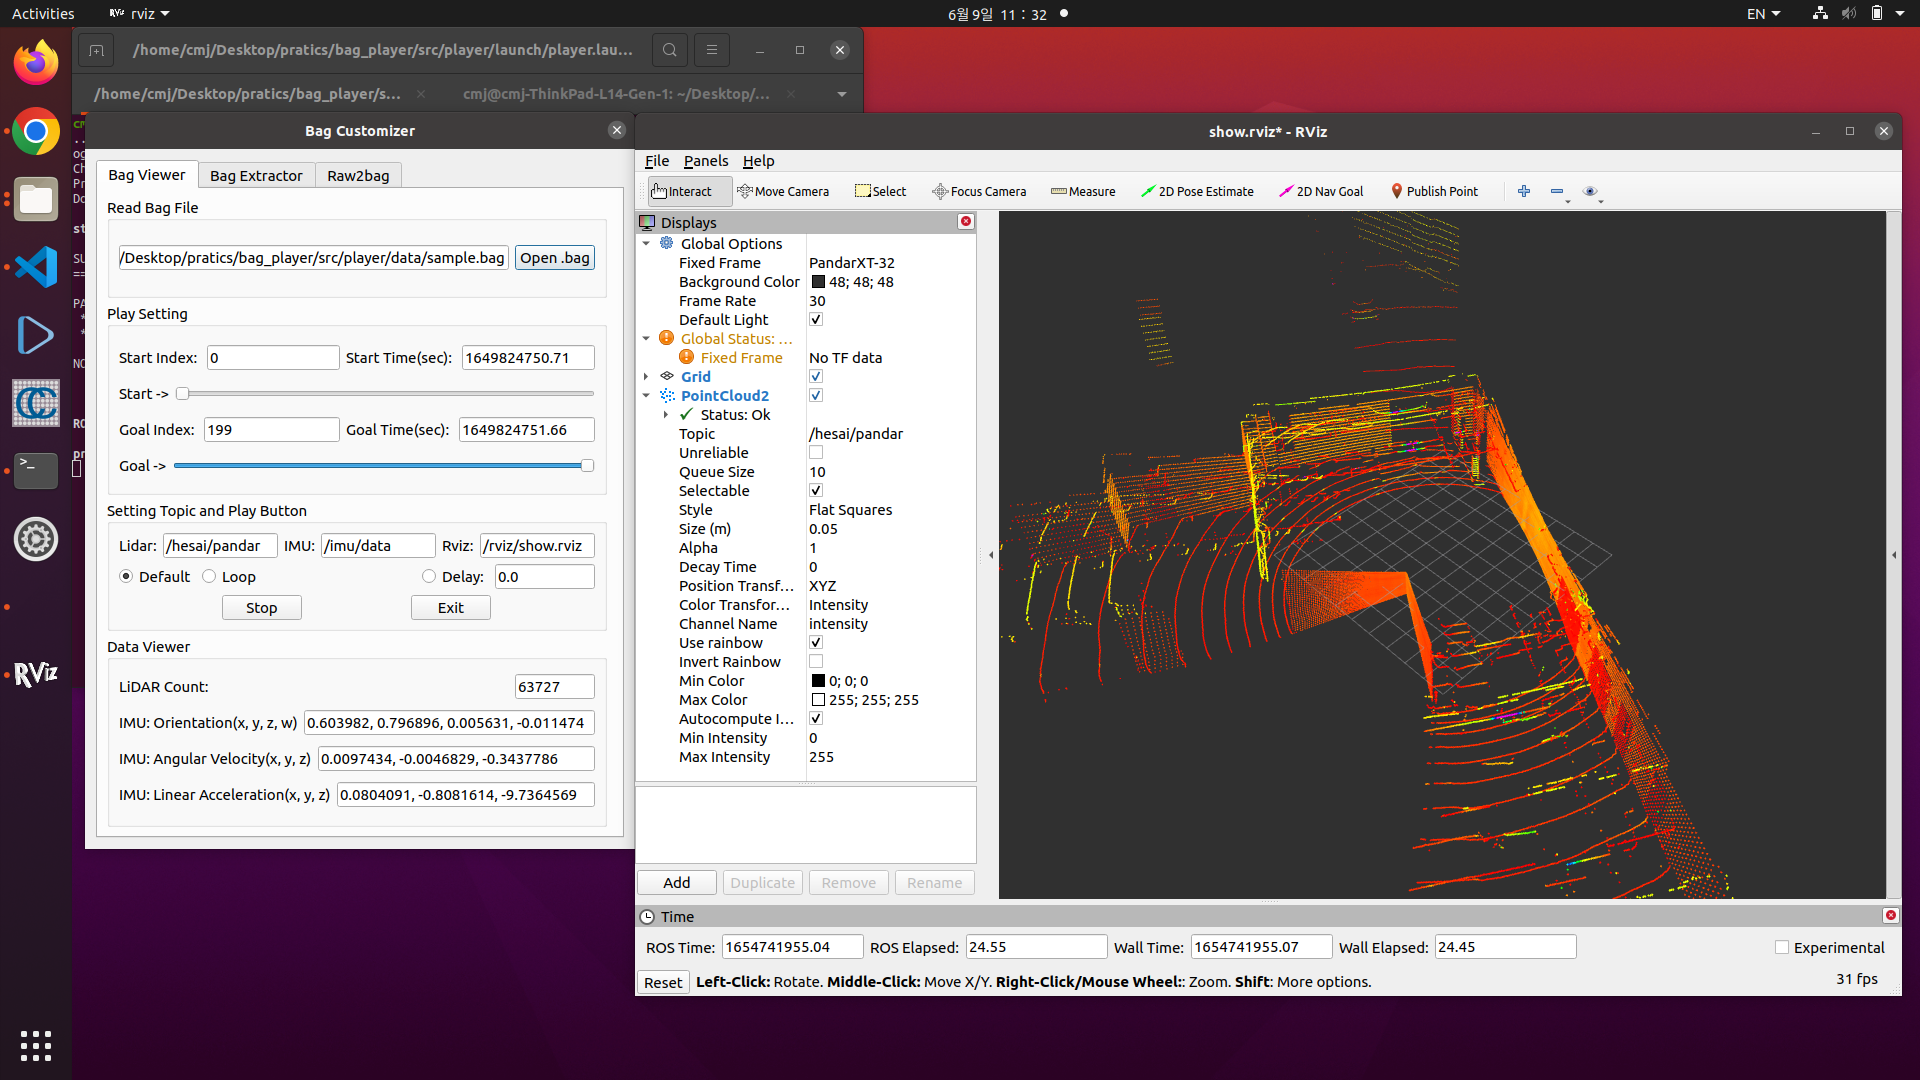 Activities
RViz rviz
6월 9일 11 : 32
EN
/home/cmj/Desktop/pratics/bag_player/src/player/launch/player.lau...
/home/cmj/Desktop/pratics/bag_player/s...
cmj@cmj-ThinkPad-L14-Gen-1: ~/Desktop/...
Bag Customizer
Bag Viewer
Bag Extractor
Raw2bag
Read Bag File
/Desktop/pratics/bag_player/src/player/data/sample.bag
Open .bag
Play Setting
Start Index: 0 Start Time(sec): 1649824750.71
Start ->
Goal Index: 199 Goal Time(sec): 1649824751.66
Goal ->
Setting Topic and Play Button
Lidar: /hesai/pandar IMU: /imu/data Rviz: /rviz/show.rviz
Default Loop Delay: 0.0
Stop Exit
Data Viewer
LiDAR Count: 63727
IMU: Orientation(x, y, z, w) 0.603982, 0.796896, 0.005631, -0.011474
IMU: Angular Velocity(x, y, z) 0.0097434, -0.0046829, -0.3437786
IMU: Linear Acceleration(x, y, z) 0.0804091, -0.8081614, -9.7364569
RViz
show.rviz* - RViz
File Panels Help
Interact Move Camera Select Focus Camera Measure 2D Pose Estimate 2D Nav Goal Publish Point
Displays
Global Options
Fixed Frame PandarXT-32
Background Color 48; 48; 48
Frame Rate 30
Default Light
Global Status: ...
Fixed Frame No TF data
Grid
PointCloud2
Status: Ok
Topic /hesai/pandar
Unreliable
Queue Size 10
Selectable
Style Flat Squares
Size (m) 0.05
Alpha 1
Decay Time 0
Position Transf... XYZ
Color Transfor... Intensity
Channel Name intensity
Use rainbow
Invert Rainbow
Min Color 0; 0; 0
Max Color 255; 255; 255
Autocompute I...
Min Intensity 0
Max Intensity 255
Add Duplicate Remove Rename
Time
ROS Time: 1654741955.04 ROS Elapsed: 24.55 Wall Time: 1654741955.07 Wall Elapsed: 24.45 Experimental
Reset Left-Click: Rotate. Middle-Click: Move X/Y. Right-Click/Mouse Wheel:: Zoom. Shift: More options. 31 fps